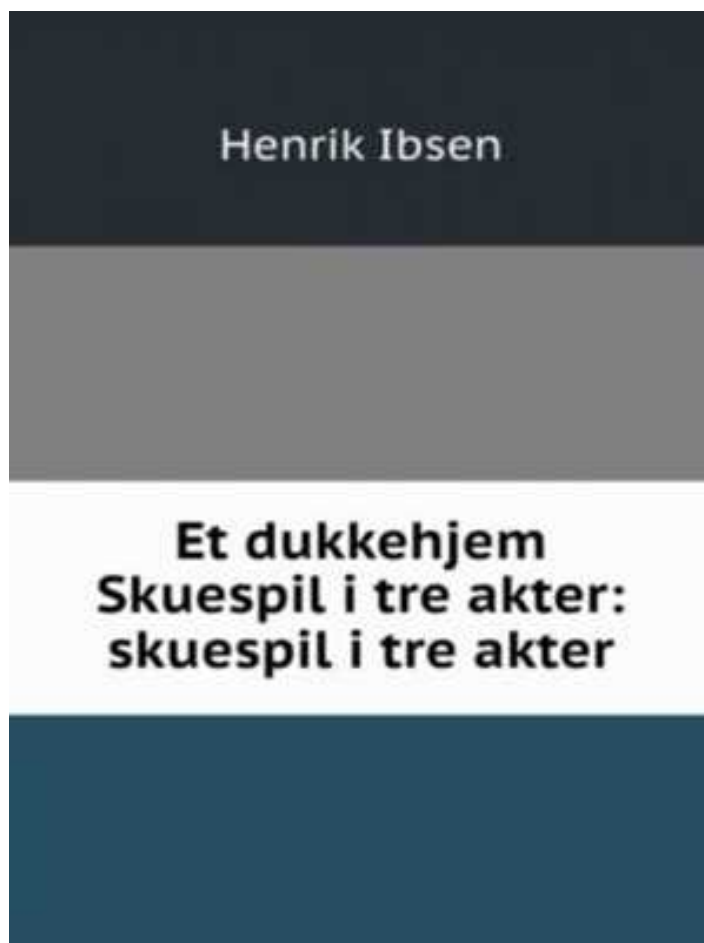 Henrik Ibsen
Et dukkehjem
Skuespil i tre akter:
skuespil i tre akter